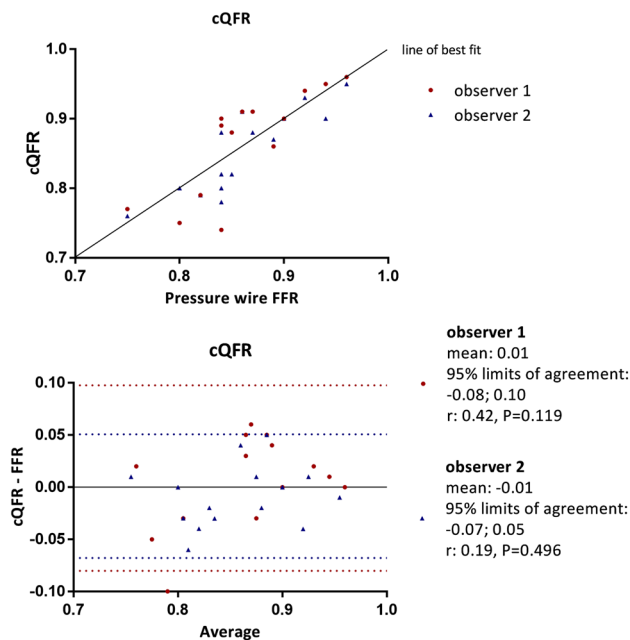 cQFR
1.0
line of best fit
observer 1
0.9
observer 2
cQFR
0.8
0.7
0.7 0.8 0.9 1.0
Pressure wire FFR
cQFR
observer 1
mean: 0.01
95% limits of agreement:
-0.08; 0.10
r: 0.42, P=0.119
observer 2
mean: -0.01
95% limits of agreement:
-0.07; 0.05
r: 0.19, P=0.496
0.10
0.05
cQFR - FFR
0.00
-0.05
-0.10
0.7 0.8 0.9 1.0
Average